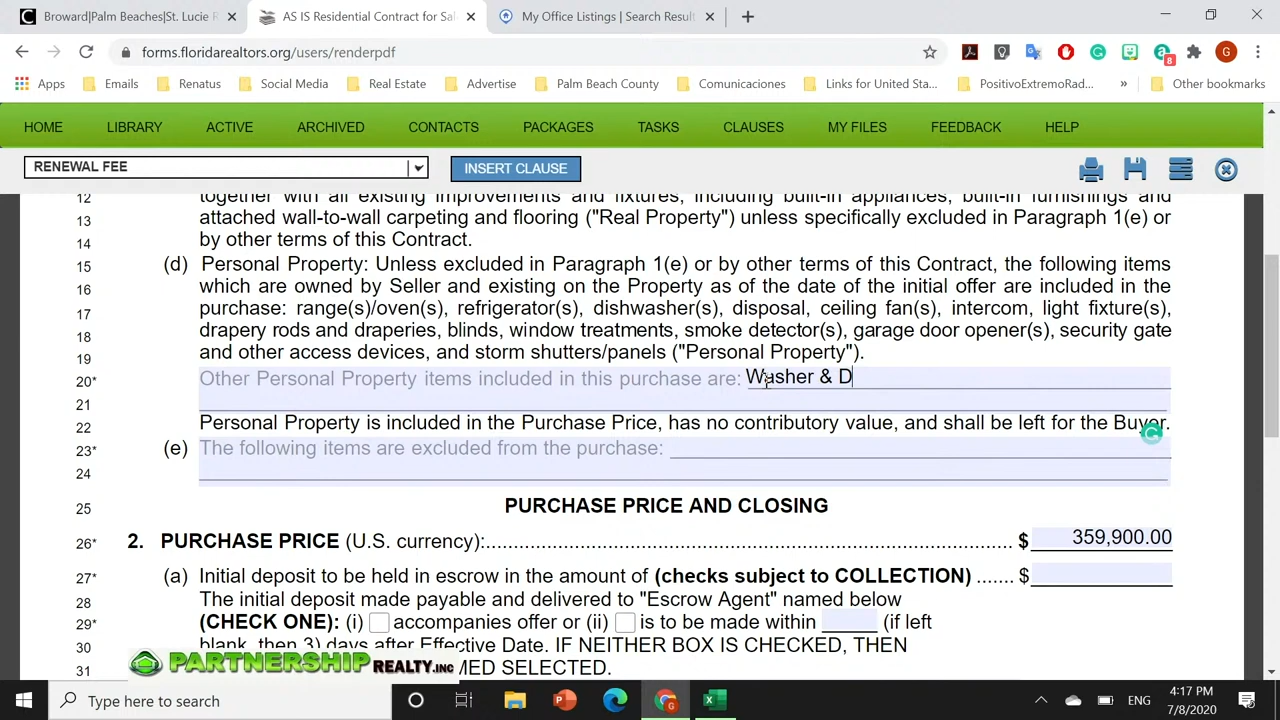 Broward|Palm Beaches|St. Lucie R
AS IS Residential Contract for Sal
My Office Listings | Search Result
forms.floridarealtors.org/users/renderpdf
8
G
Apps
Emails
Renatus
Social Media
Real Estate
Advertise
Palm Beach County
Comunicaciones
Links for United Sta...
PositivoExtremoRad...
»
Other bookmarks
HOME
LIBRARY
ACTIVE
ARCHIVED
CONTACTS
PACKAGES
TASKS
CLAUSES
MY FILES
FEEDBACK
HELP
RENEWAL FEE
INSERT CLAUSE
12 together with all existing improvements and fixtures, including built-in appliances, built-in furnishings and
13 attached wall-to-wall carpeting and flooring ("Real Property") unless specifically excluded in Paragraph 1(e) or
14 by other terms of this Contract.
15 (d) Personal Property: Unless excluded in Paragraph 1(e) or by other terms of this Contract, the following items
16 which are owned by Seller and existing on the Property as of the date of the initial offer are included in the
17 purchase: range(s)/oven(s), refrigerator(s), dishwasher(s), disposal, ceiling fan(s), intercom, light fixture(s),
18 drapery rods and draperies, blinds, window treatments, smoke detector(s), garage door opener(s), security gate
19 and other access devices, and storm shutters/panels ("Personal Property").
20* Other Personal Property items included in this purchase are: Washer & D
21
22 Personal Property is included in the Purchase Price, has no contributory value, and shall be left for the Buyer.
23* (e) The following items are excluded from the purchase:
24
25 PURCHASE PRICE AND CLOSING
26* 2. PURCHASE PRICE (U.S. currency):...................................................................................... $ 359,900.00
27* (a) Initial deposit to be held in escrow in the amount of (checks subject to COLLECTION) ....... $
28 The initial deposit made payable and delivered to "Escrow Agent" named below
29* (CHECK ONE): (i) accompanies offer or (ii) is to be made within (if left
30 blank, then 3) days after Effective Date. IF NEITHER BOX IS CHECKED, THEN
31 MED SELECTED.
PARTNERSHIP REALTY.INC
Type here to search
ENG
4:17 PM
7/8/2020